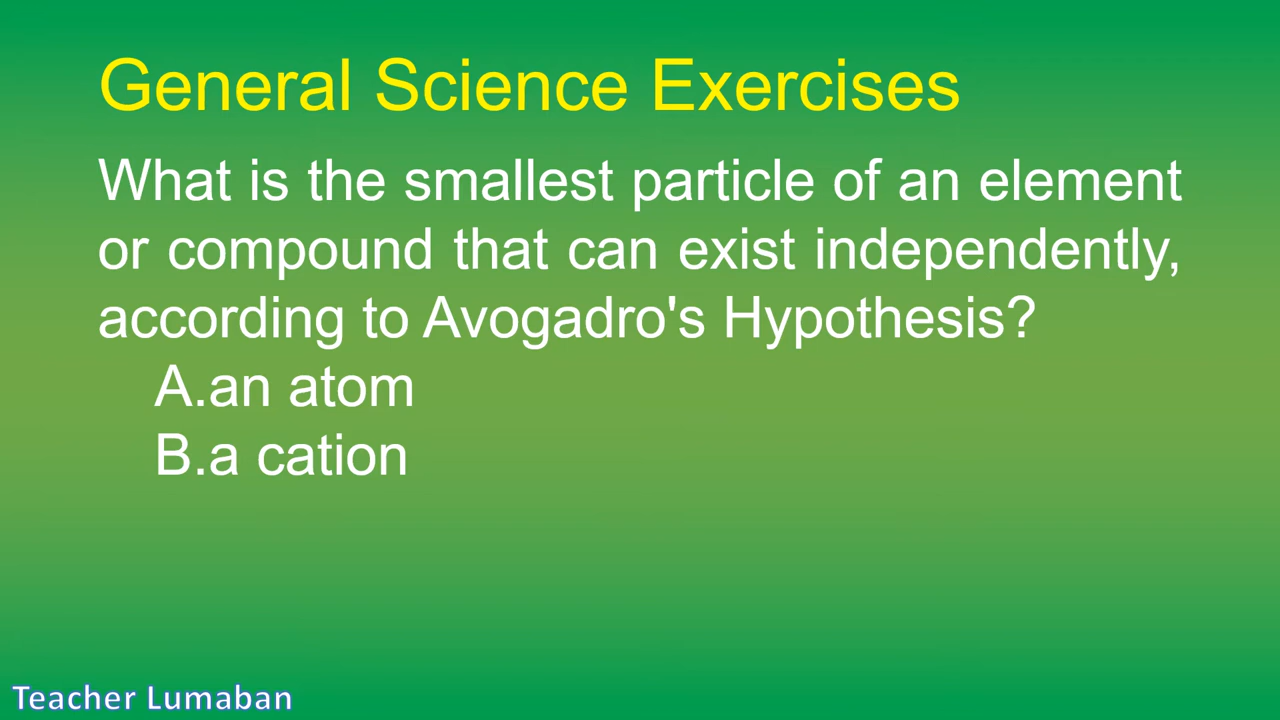 General Science Exercises
What is the smallest particle of an element
or compound that can exist independently,
according to Avogadro's Hypothesis?
A.an atom
B.a cation
Teacher Lumaban